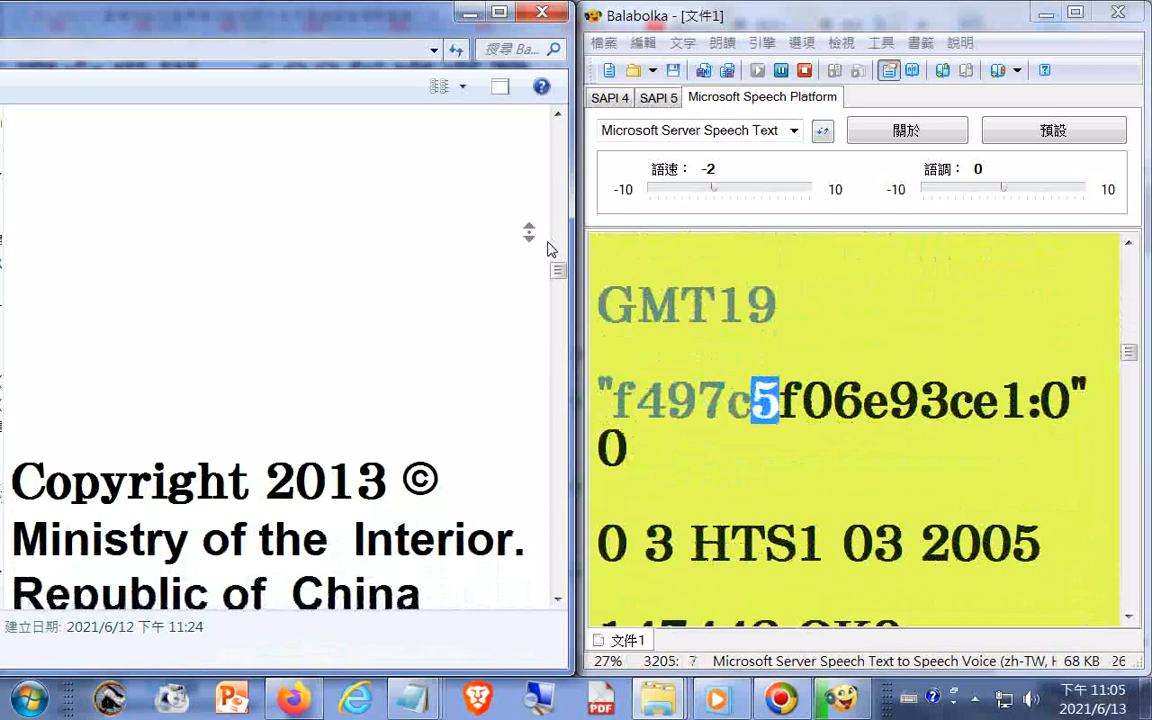 搜尋 Ba...
Copyright 2013 ©
Ministry of the Interior.
Republic of China
建立日期: 2021/6/12 下午 11:24
Balabolka - [文件1]
檔案 編輯 文字 朗讀 引擎 選項 檢視 工具 書籤 說明
SAPI 4 SAPI 5 Microsoft Speech Platform
Microsoft Server Speech Text 關於 預設
語速： -2 語調： 0
-10 10 -10 10
GMT19
"f497c5f06e93ce1:0"
0
0 3 HTS1 03 2005
文件1
27% 3205: ? Microsoft Server Speech Text to Speech Voice (zh-TW, H 68 KB 26
PDF
下午 11:05
2021/6/13